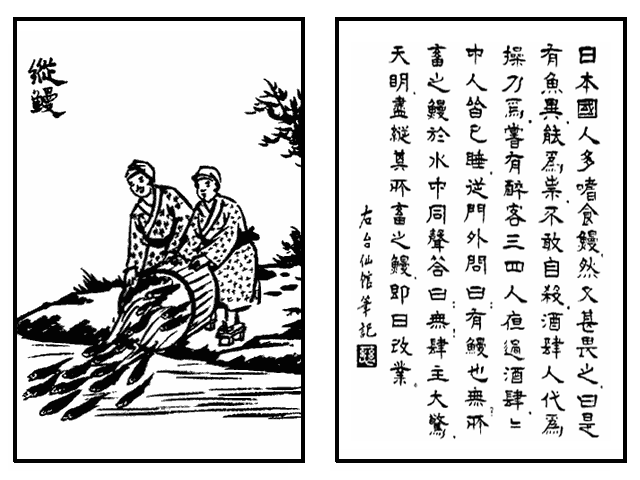 縱鰻
日本國人多嗜食鰻然又甚畏之曰是
有魚異能爲祟不敢自殺酒肆人代爲
操刀焉嘗有醉客三四人夜過酒肆〻
中人皆已睡從門外問曰有鰻也無所
畜之鰻於水中同聲答曰無肆主大驚
天明盡縱其所畜之鰻即日改業
右台仙館筆記